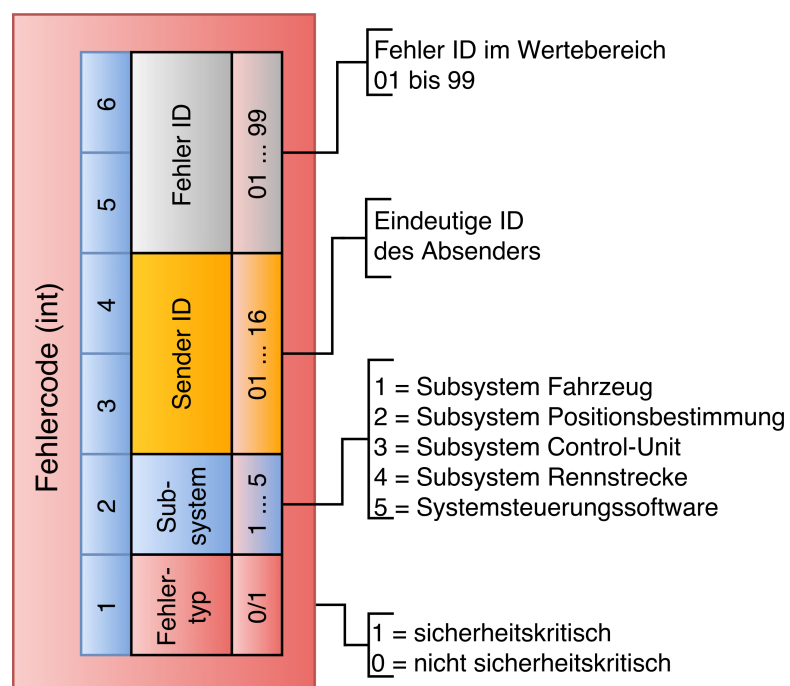 Fehlercode (int)
1
2
3
4
5
6
Fehler-
typ
Sub-
system
Sender ID
Fehler ID
0/1
1 ... 5
01 ... 16
01 ... 99
Fehler ID im Wertebereich
01 bis 99
Eindeutige ID
des Absenders
1 = Subsystem Fahrzeug
2 = Subsystem Positionsbestimmung
3 = Subsystem Control-Unit
4 = Subsystem Rennstrecke
5 = Systemsteuerungssoftware
1 = sicherheitskritisch
0 = nicht sicherheitskritisch